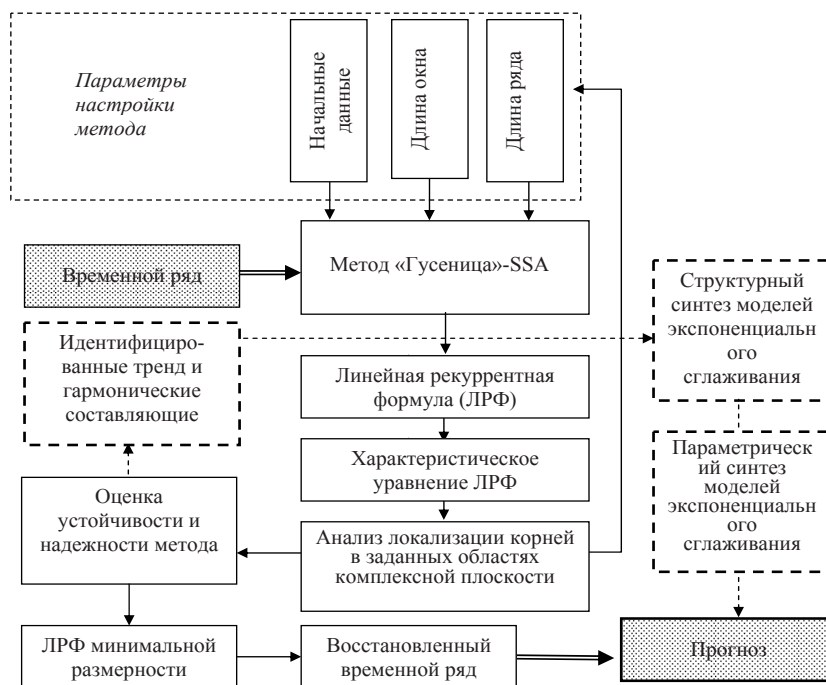 Параметры
настройки
метода
Начальные
данные
Длина окна
Длина ряда
Временной ряд
Метод «Гусеница»-SSA
Структурный
синтез моделей
экспоненциальн
ого
сглаживания
Идентифициро-
ванные тренд и
гармонические
составляющие
Линейная рекуррентная
формула (ЛРФ)
Характеристическое
уравнение ЛРФ
Параметрическ
ий синтез
моделей
экспоненциальн
ого
сглаживания
Оценка
устойчивости и
надежности метода
Анализ локализации корней
в заданных областях
комплексной плоскости
ЛРФ минимальной
размерности
Восстановленный
временной ряд
Прогноз